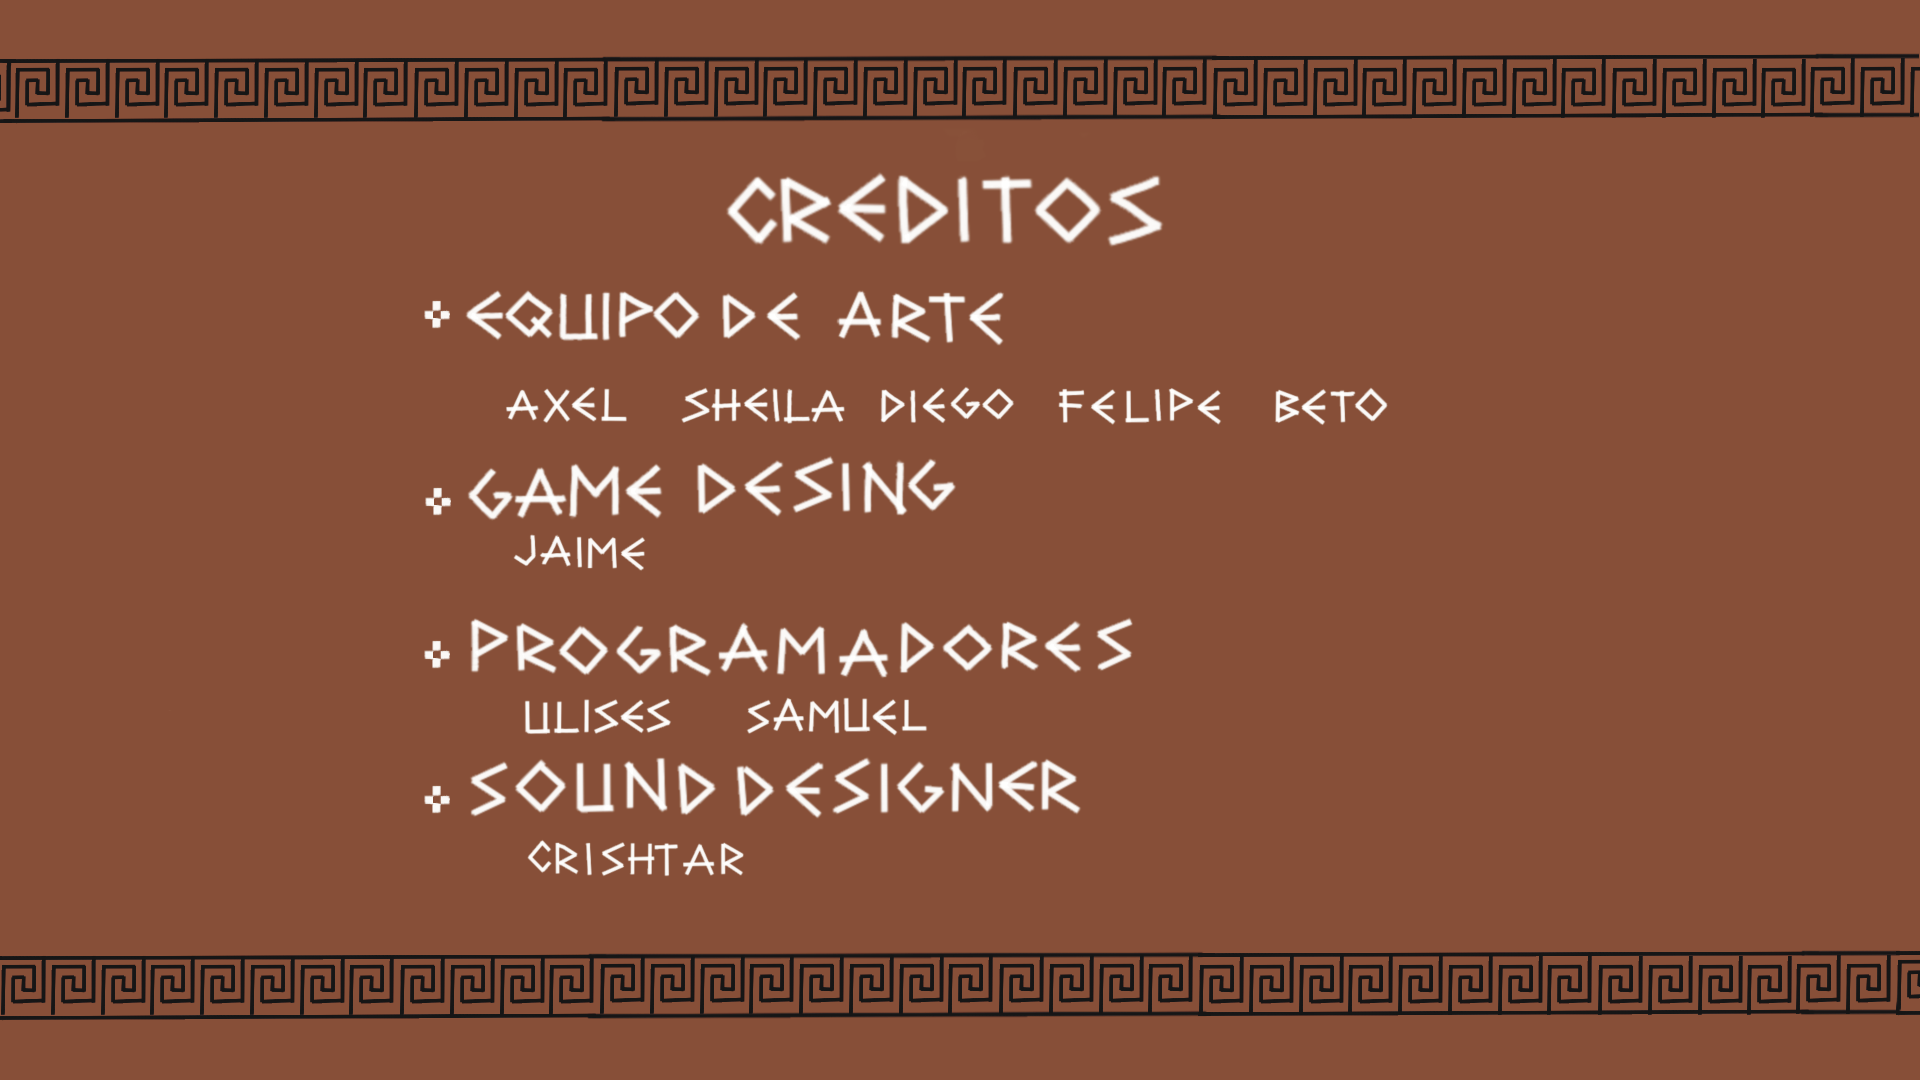 CREDITOS
EQUIPO DE ARTE
AXEL SHEILA DIEGO FELIPE BETO
GAME DESING
JAIME
PROGRAMADORES
ULISES SAMUEL
SOUND DESIGNER
CRISHTAR